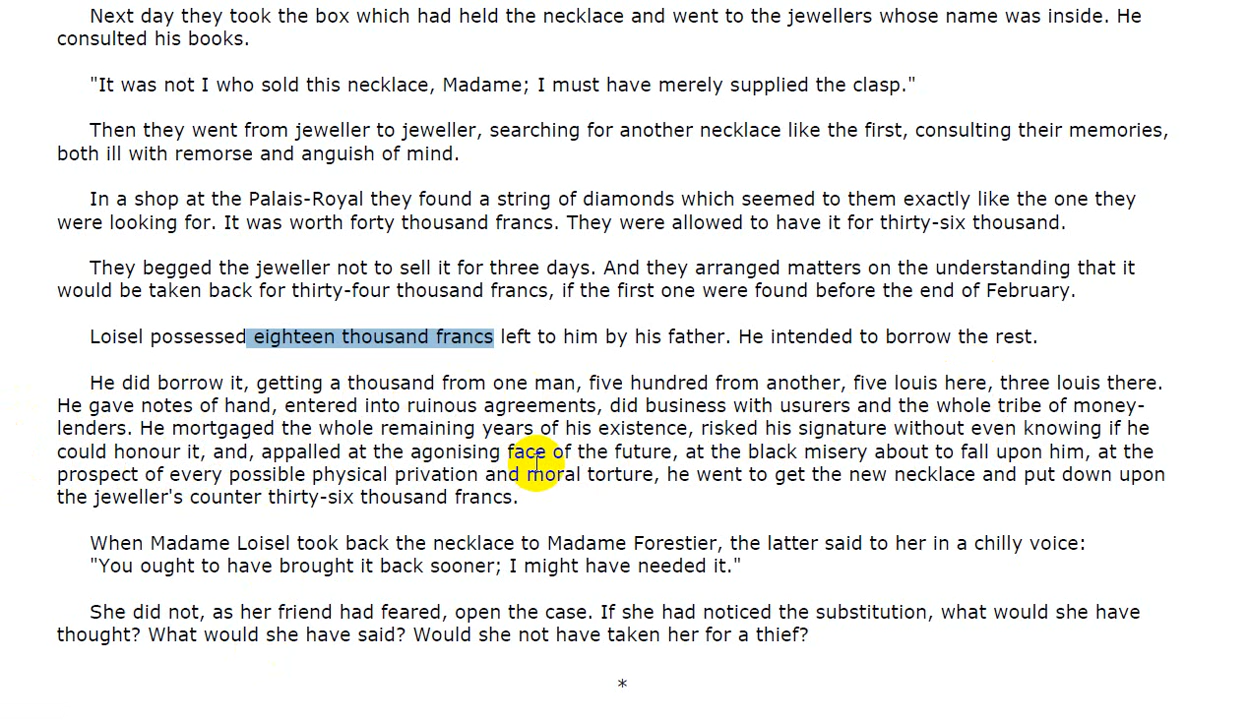 Next day they took the box which had held the necklace and went to the jewellers whose name was inside. He
consulted his books.
"It was not I who sold this necklace, Madame; I must have merely supplied the clasp."
Then they went from jeweller to jeweller, searching for another necklace like the first, consulting their memories,
both ill with remorse and anguish of mind.
In a shop at the Palais-Royal they found a string of diamonds which seemed to them exactly like the one they
were looking for. It was worth forty thousand francs. They were allowed to have it for thirty-six thousand.
They begged the jeweller not to sell it for three days. And they arranged matters on the understanding that it
would be taken back for thirty-four thousand francs, if the first one were found before the end of February.
Loisel possessed eighteen thousand francs left to him by his father. He intended to borrow the rest.
He did borrow it, getting a thousand from one man, five hundred from another, five louis here, three louis there.
He gave notes of hand, entered into ruinous agreements, did business with usurers and the whole tribe of money-
lenders. He mortgaged the whole remaining years of his existence, risked his signature without even knowing if he
could honour it, and, appalled at the agonising face of the future, at the black misery about to fall upon him, at the
prospect of every possible physical privation and moral torture, he went to get the new necklace and put down upon
the jeweller's counter thirty-six thousand francs.
When Madame Loisel took back the necklace to Madame Forestier, the latter said to her in a chilly voice:
"You ought to have brought it back sooner; I might have needed it."
She did not, as her friend had feared, open the case. If she had noticed the substitution, what would she have
thought? What would she have said? Would she not have taken her for a thief?
*